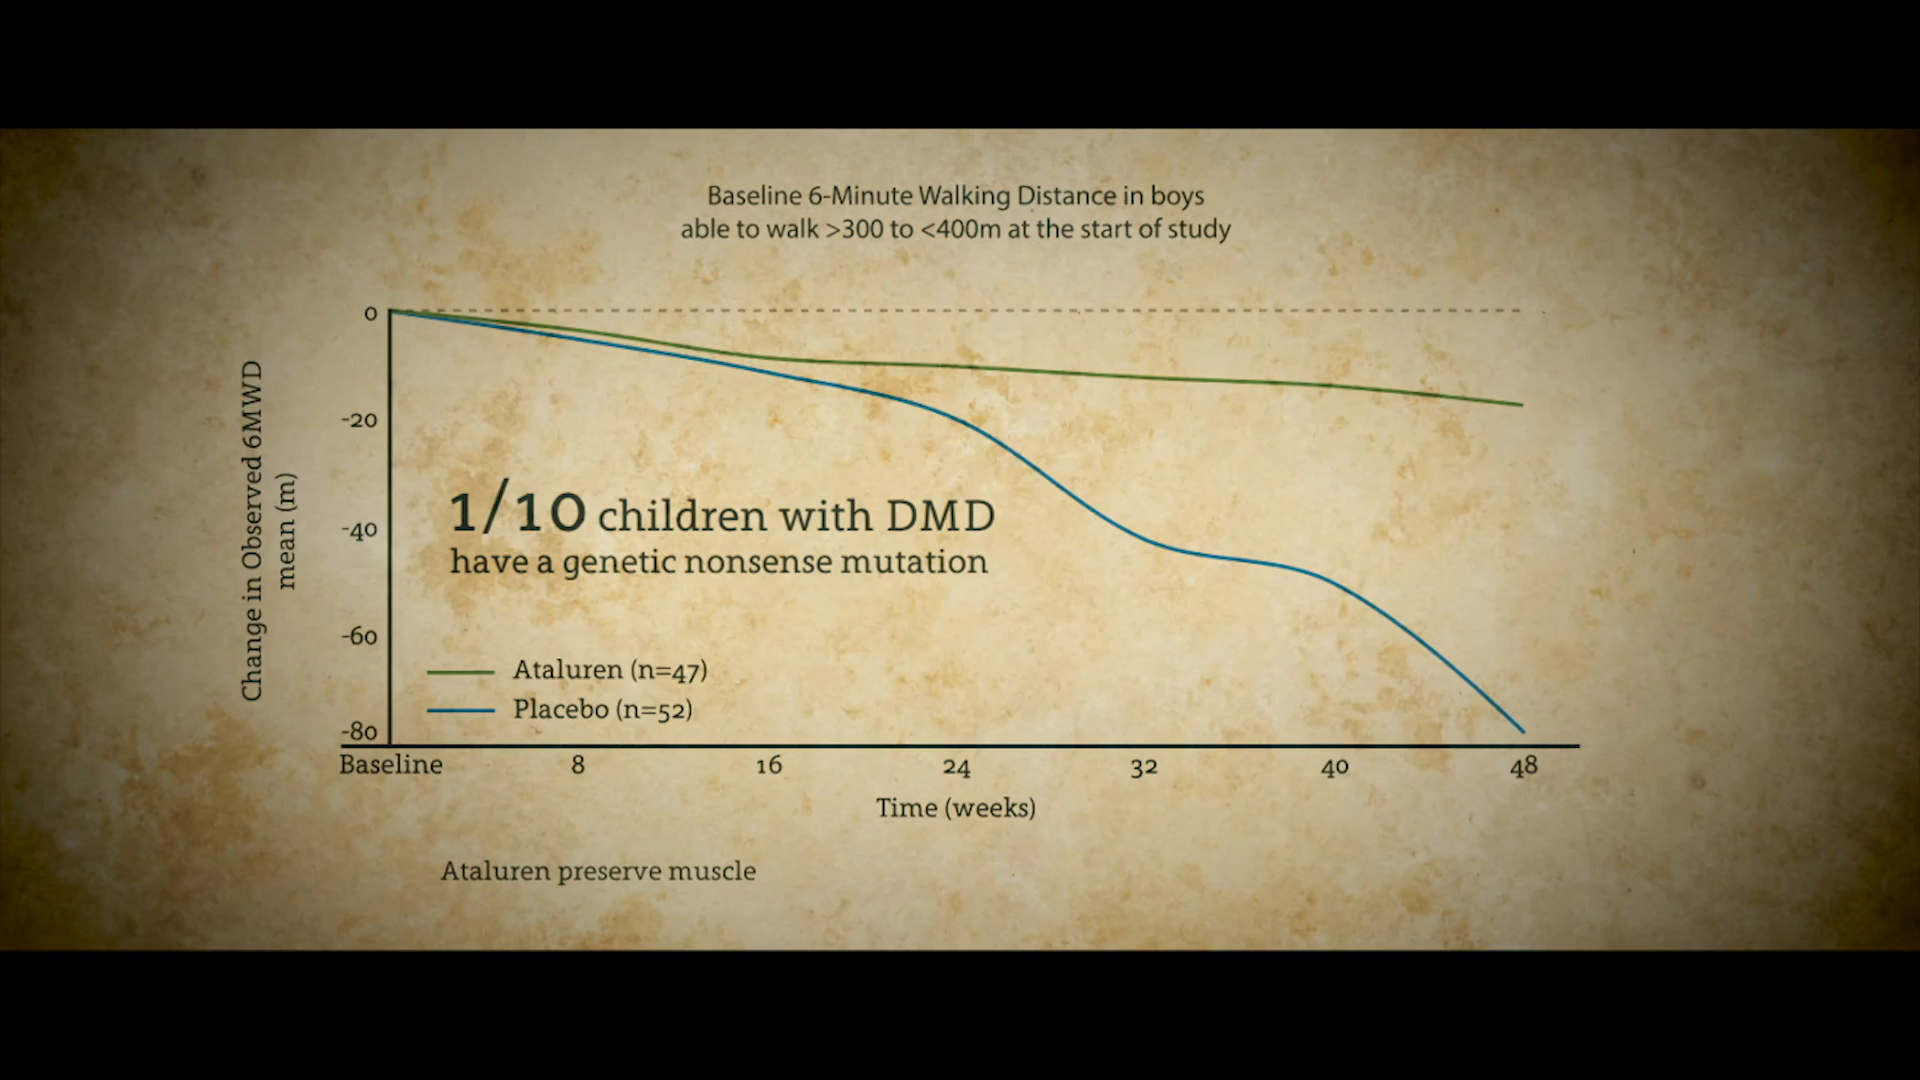 Baseline 6-Minute Walking Distance in boys
able to walk >300 to <400m at the start of study
Change in Observed 6MWD
mean (m)
0
-20
-40
-60
-80
1/10 children with DMD
have a genetic nonsense mutation
Ataluren (n=47)
Placebo (n=52)
Baseline 8 16 24 32 40 48
Time (weeks)
Ataluren preserve muscle